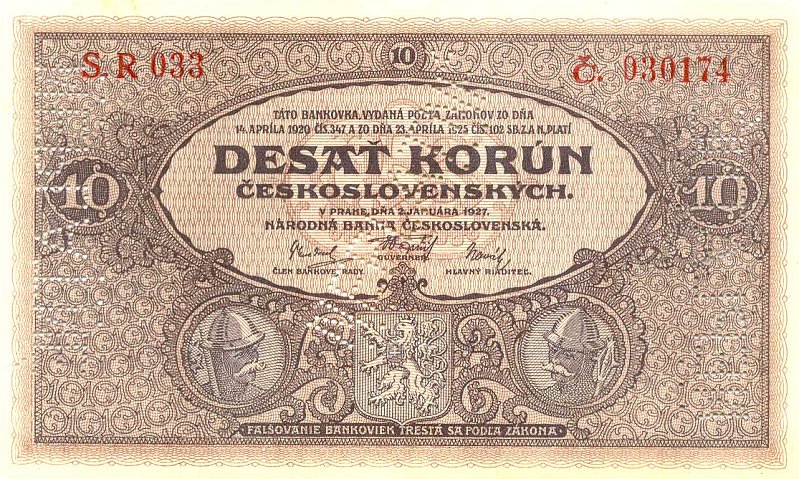 S. R 033
10
Č. 030174
TÁTO BANKOVKA, VYDANÁ PODĽA ZÁKONOV ZO DŇA
14. APRÍLA 1920 ČÍS. 347 A ZO DŇA 23. APRÍLA 1925 ČÍS. 102 SB. Z. A N. PLATÍ
10
DESAŤ KORÚN
10
ČESKOSLOVENSKÝCH.
V PRAHE, DŇA 2. JANUÁRA 1927.
NÁRODNÁ BANKA ČESKOSLOVENSKÁ.
ČLEN BANKOVEJ RADY.
GUVERNÉR.
HLAVNÝ RIADITEĽ.
FALŠOVANIE BANKOVIEK TRESTÁ SA PODĽA ZÁKONA